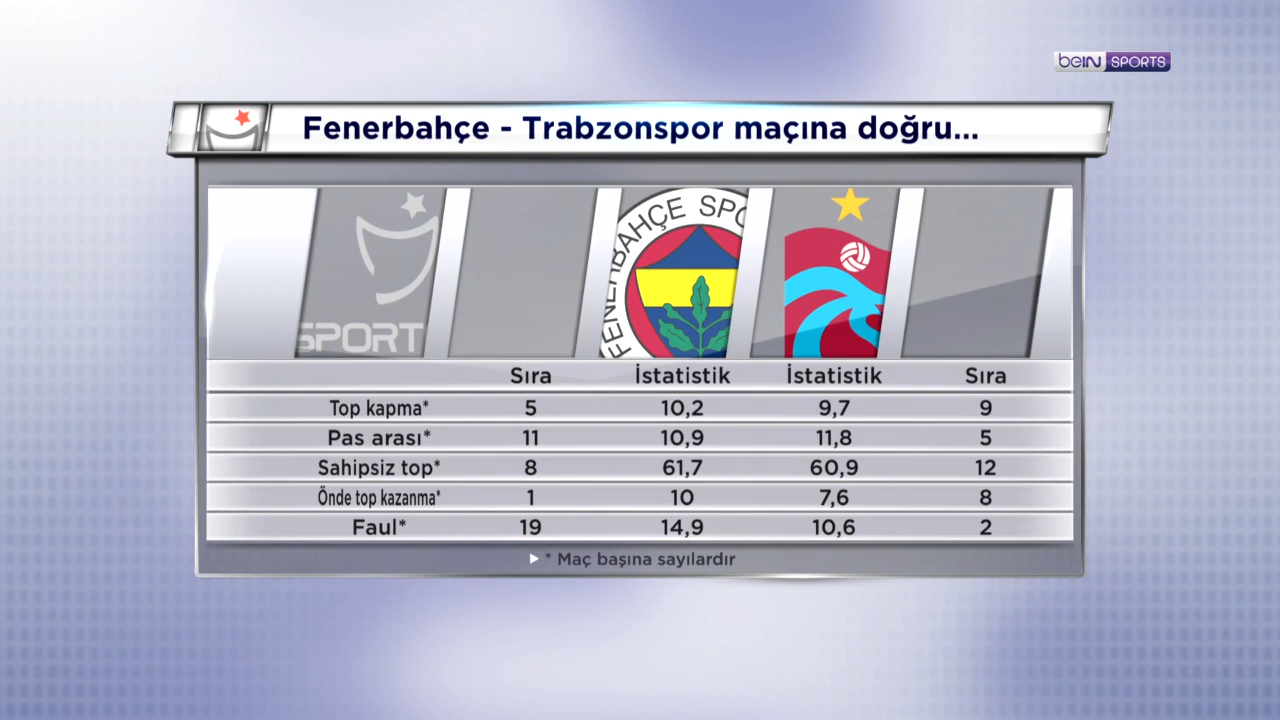 beIN SPORTS
Fenerbahçe - Trabzonspor maçına doğru...
SPORT
FENERBAHÇE SPO
Sıra İstatistik İstatistik Sıra
Top kapma* 5 10,2 9,7 9
Pas arası* 11 10,9 11,8 5
Sahipsiz top* 8 61,7 60,9 12
Önde top kazanma* 1 10 7,6 8
Faul* 19 14,9 10,6 2
* Maç başına sayılardır